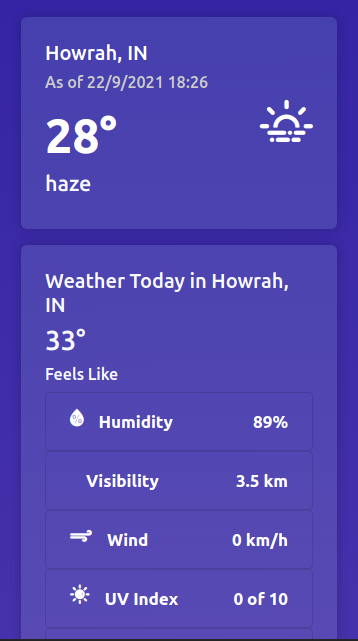 Howrah, IN
As of 22/9/2021 18:26
28°
haze
Weather Today in Howrah,
IN
33°
Feels Like
Humidity 89%
Visibility 3.5 km
Wind 0 km/h
UV Index 0 of 10